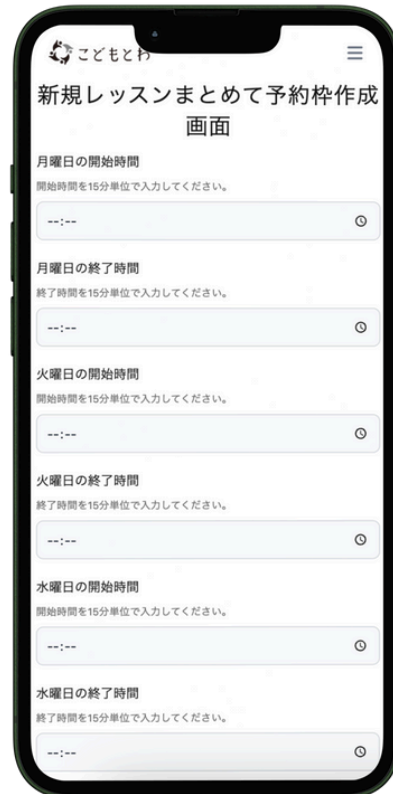 こどもとわ
新規レッスンまとめて予約枠作成
画面
月曜日の開始時間
開始時間を15分単位で入力してください。
--:--
月曜日の終了時間
終了時間を15分単位で入力してください。
--:--
火曜日の開始時間
開始時間を15分単位で入力してください。
--:--
火曜日の終了時間
終了時間を15分単位で入力してください。
--:--
水曜日の開始時間
開始時間を15分単位で入力してください。
--:--
水曜日の終了時間
終了時間を15分単位で入力してください。
--:--